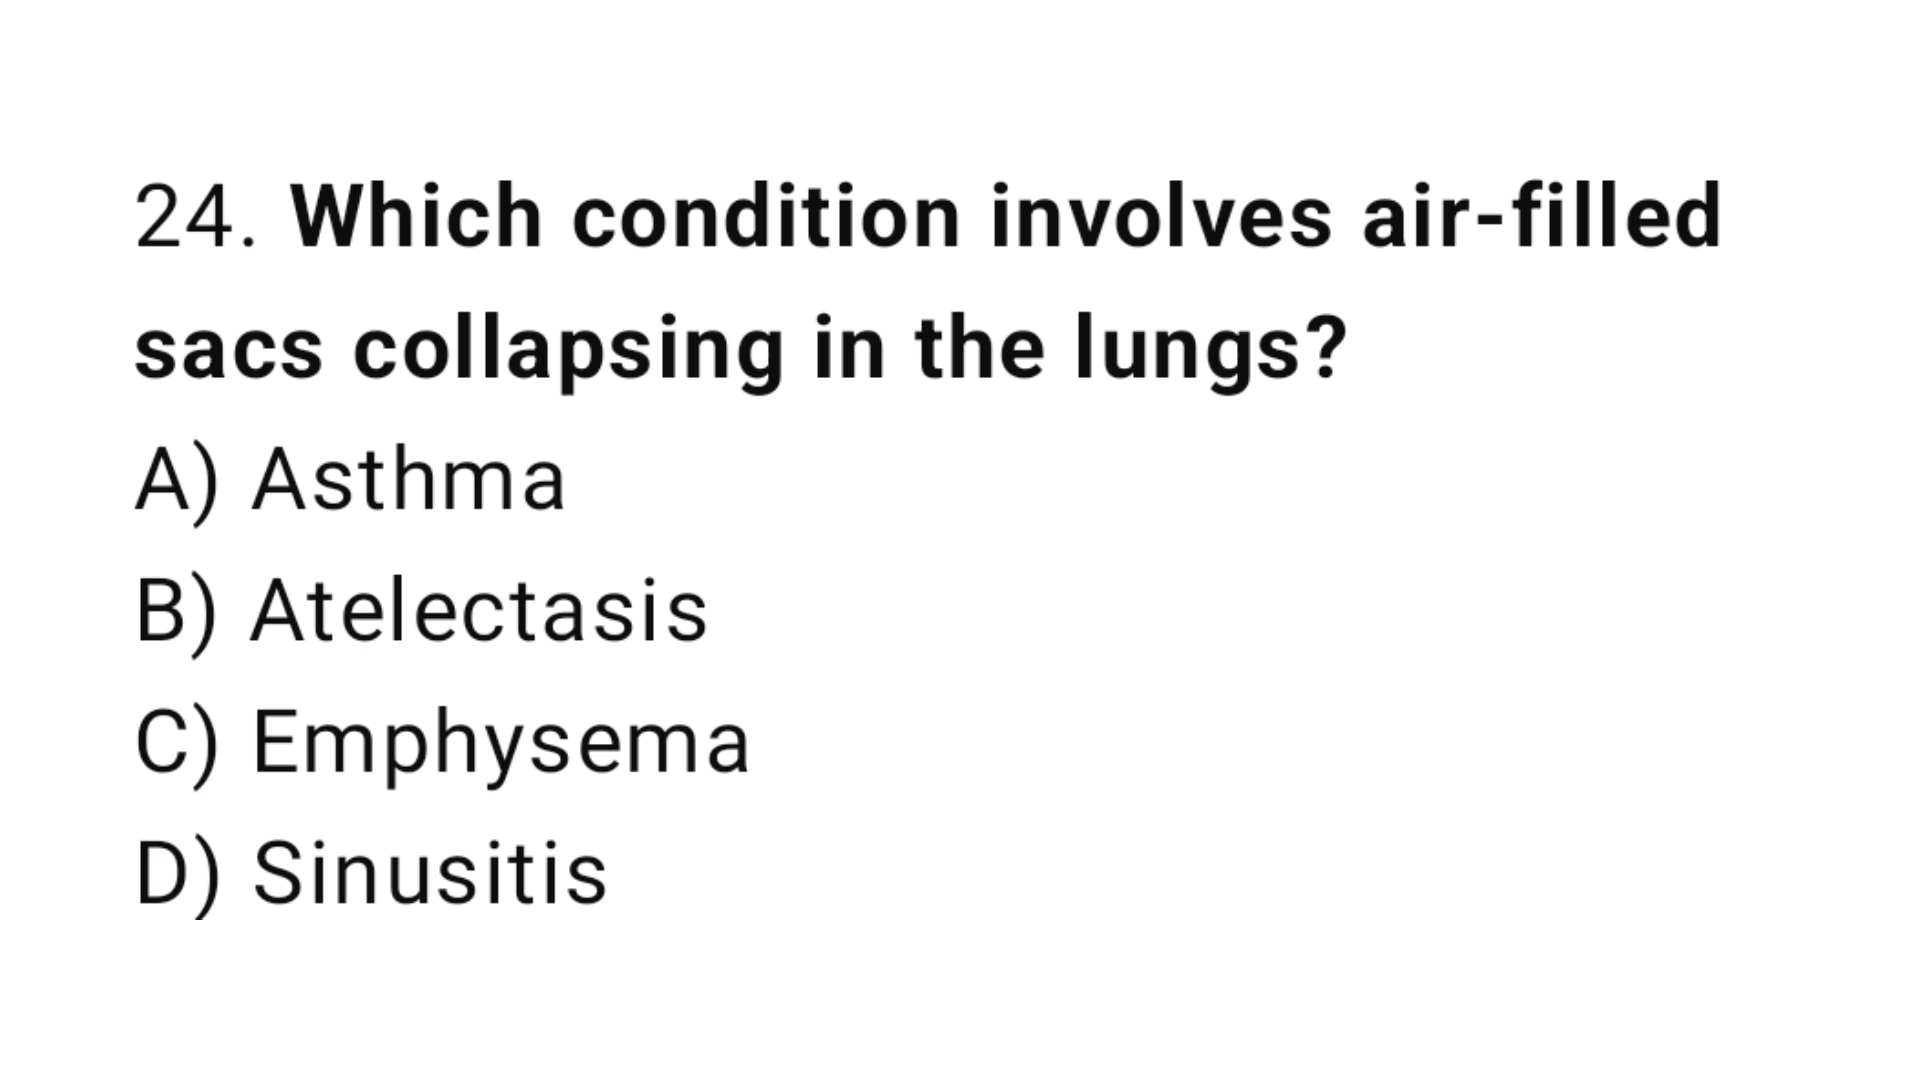 24. Which condition involves air-filled
sacs collapsing in the lungs?
A) Asthma
B) Atelectasis
C) Emphysema
D) Sinusitis